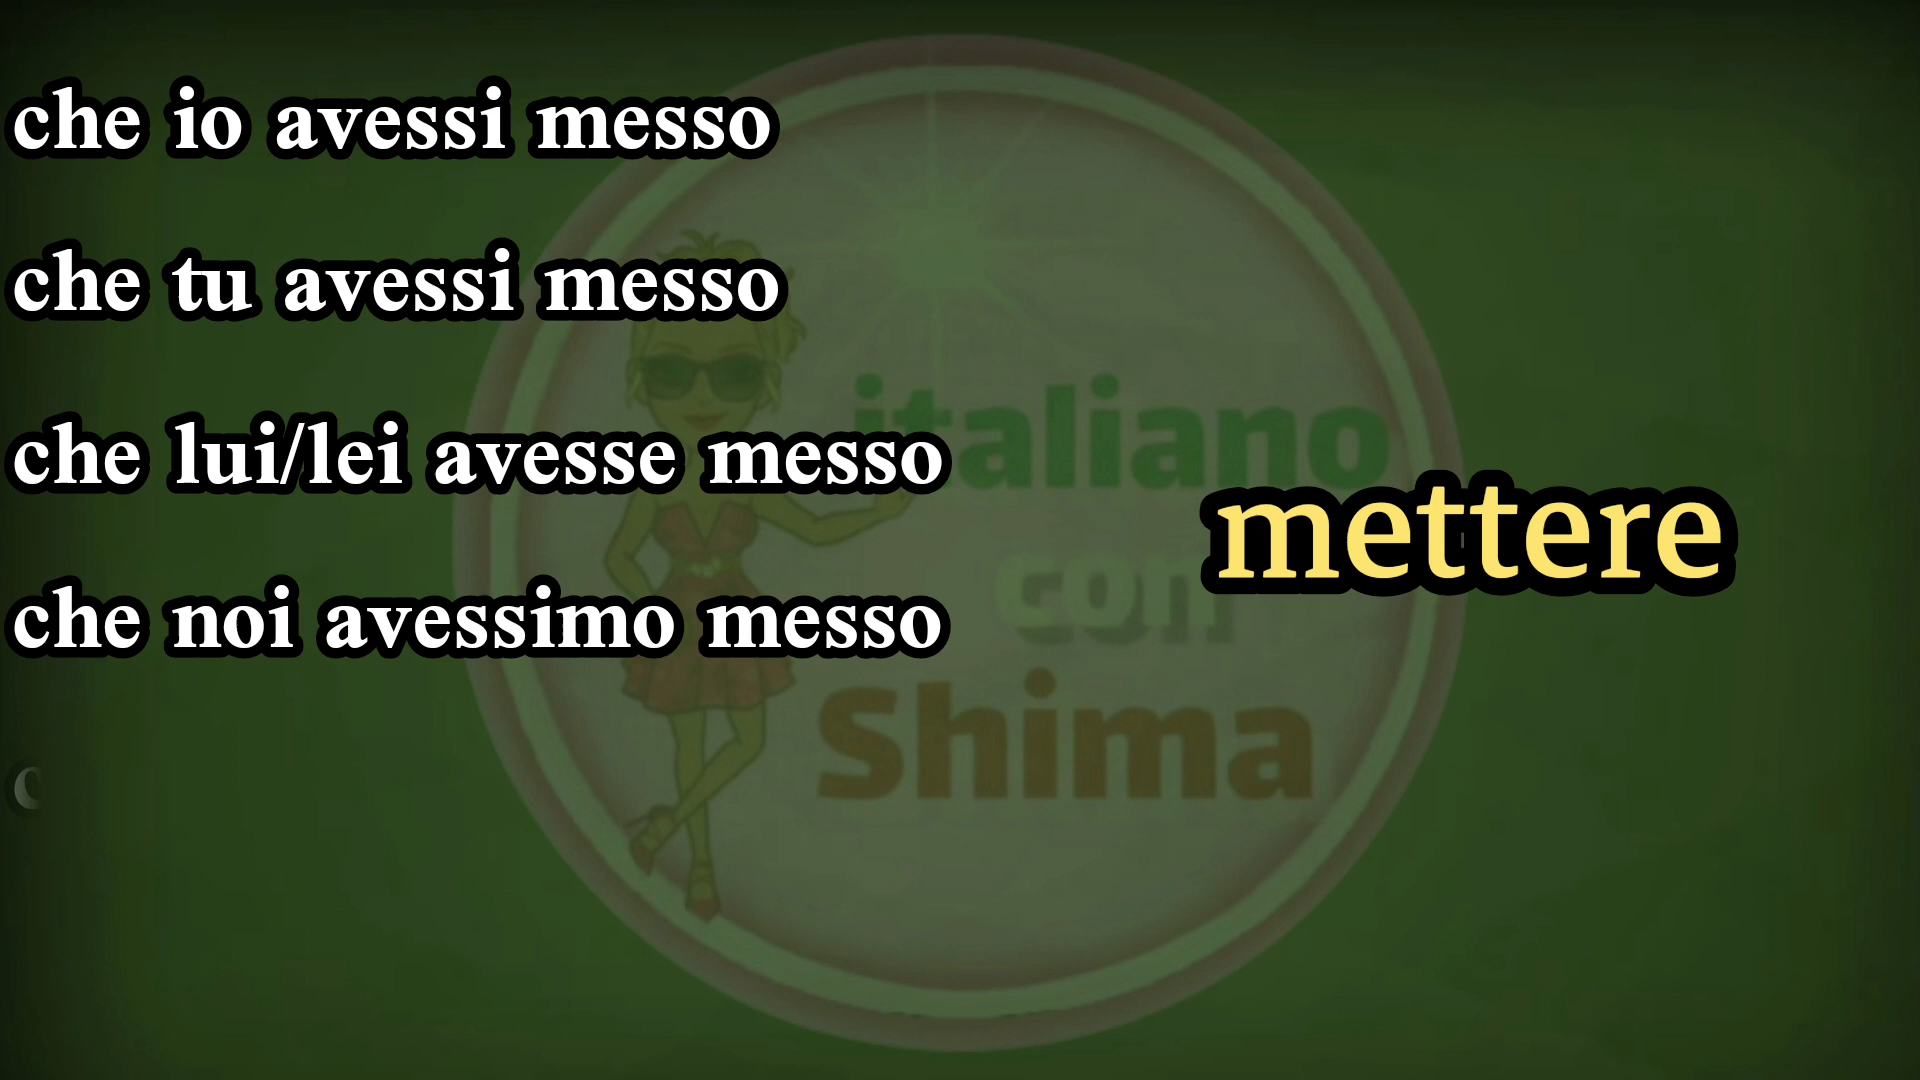 che io avessi messo
che tu avessi messo
che lui/lei avesse messo
che noi avessimo messo
mettere
italiano
con
Shima